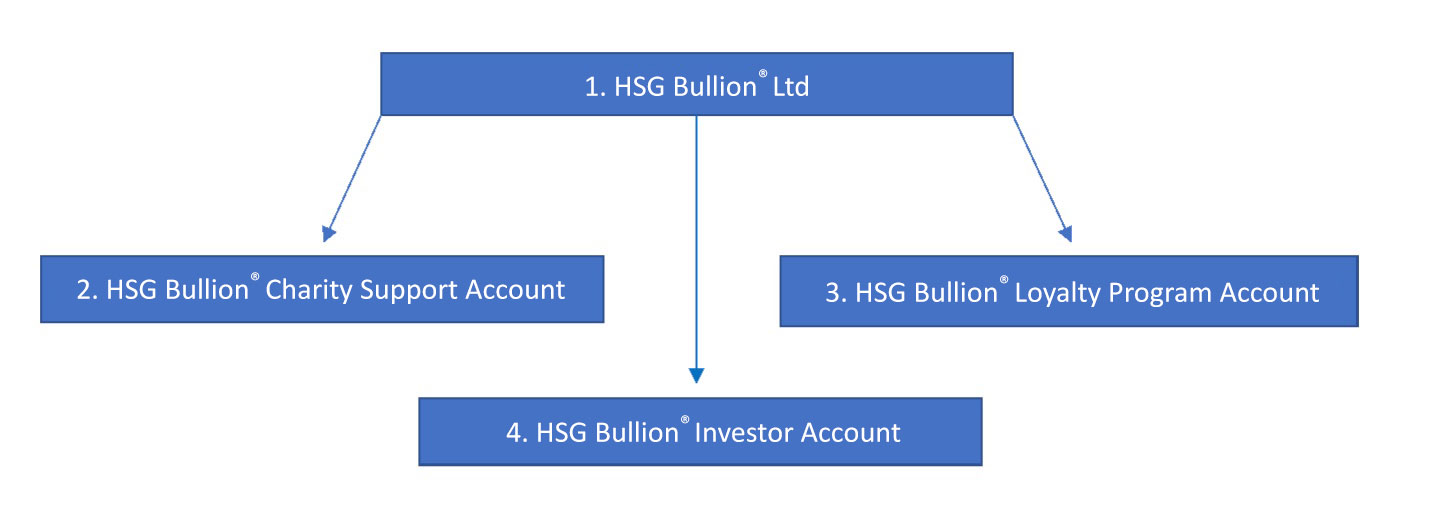 1. HSG Bullion® Ltd
2. HSG Bullion® Charity Support Account
3. HSG Bullion® Loyalty Program Account
4. HSG Bullion® Investor Account